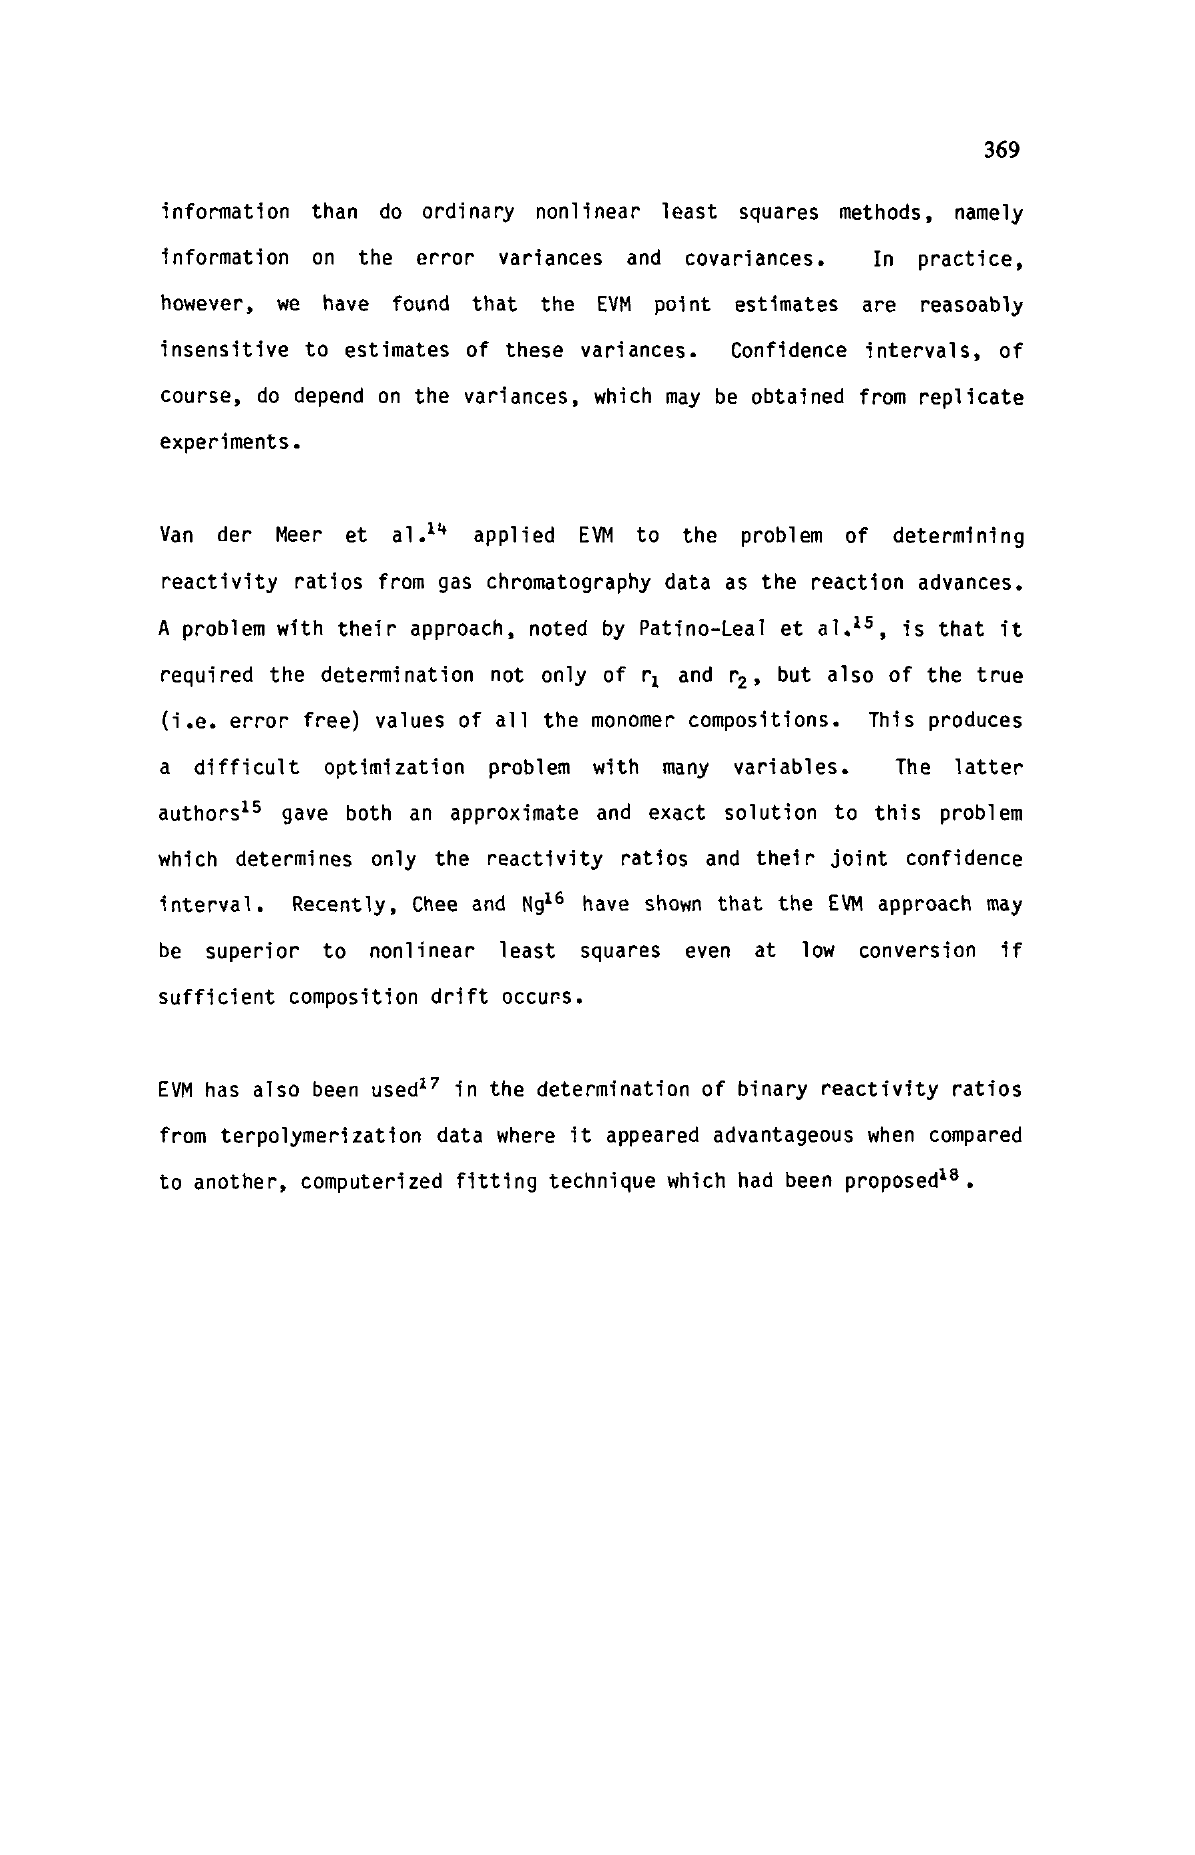 369
information than do ordinary nonlinear least squares methods, namely
information on the error variances and covariances. In practice,
however, we have found that the EVM point estimates are reasoably
insensitive to estimates of these variances. Confidence intervals, of
course, do depend on the variances, which may be obtained from replicate
experiments.
Van der Meer et al.¹⁴ applied EVM to the problem of determining
reactivity ratios from gas chromatography data as the reaction advances.
A problem with their approach, noted by Patino-Leal et al.¹⁵, is that it
required the determination not only of r₁ and r₂, but also of the true
(i.e. error free) values of all the monomer compositions. This produces
a difficult optimization problem with many variables. The latter
authors¹⁵ gave both an approximate and exact solution to this problem
which determines only the reactivity ratios and their joint confidence
interval. Recently, Chee and Ng¹⁶ have shown that the EVM approach may
be superior to nonlinear least squares even at low conversion if
sufficient composition drift occurs.
EVM has also been used¹⁷ in the determination of binary reactivity ratios
from terpolymerization data where it appeared advantageous when compared
to another, computerized fitting technique which had been proposed¹⁸.